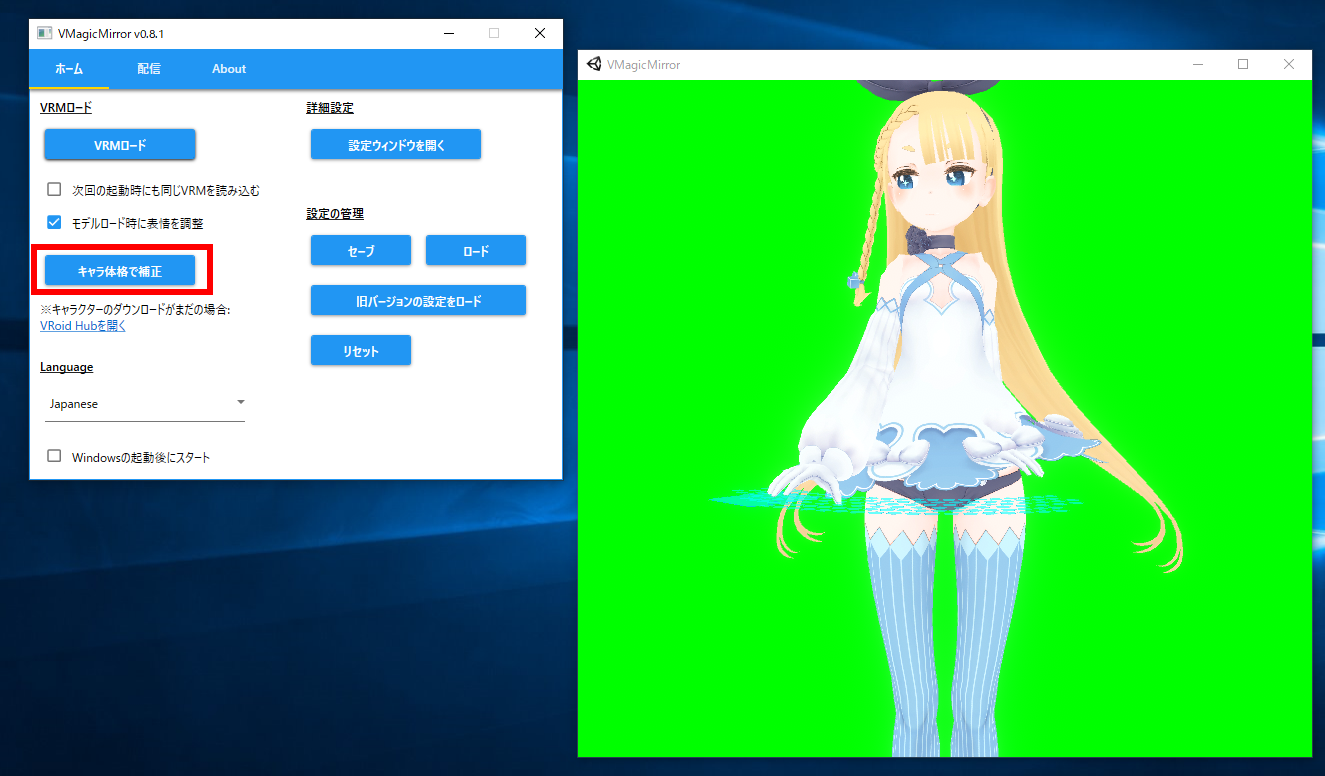 VMagicMirror v0.8.1
ホーム
配信
About
VRMロード
VRMロード
次回の起動時にも同じVRMを読み込む
モデルロード時に表情を調整
キャラ体格で補正
※キャラクターのダウンロードがまだの場合:
VRoid Hubを開く
Language
Japanese
Windowsの起動後にスタート
詳細設定
設定ウィンドウを開く
設定の管理
セーブ
ロード
旧バージョンの設定をロード
リセット
VMagicMirror